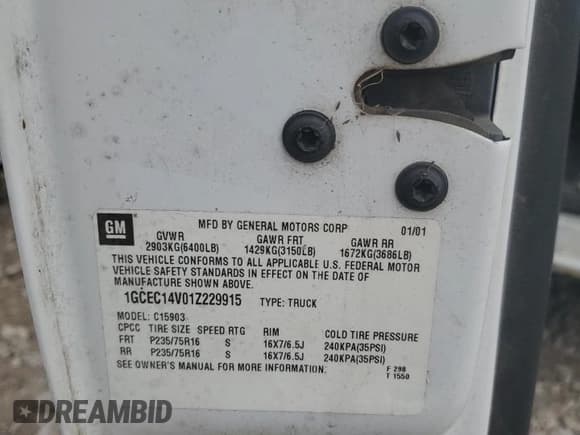 GM
MFD BY GENERAL MOTORS CORP 01/01
GVWR GAWR FRT GAWR RR
2903KG(6400LB) 1429KG(3150LB) 1672KG(3686LB)
THIS VEHICLE CONFORMS TO ALL APPLICABLE U.S. FEDERAL MOTOR
VEHICLE SAFETY STANDARDS IN EFFECT ON THE DATE OF
MANUFACTURE SHOWN ABOVE.
1GCEC14V01Z229915 TYPE: TRUCK
MODEL: C15903
CPCC TIRE SIZE SPEED RTG RIM COLD TIRE PRESSURE
FRT P235/75R16 S 16X7/6.5J 240KPA(35PSI)
RR P235/75R16 S 16X7/6.5J 240KPA(35PSI)
SEE OWNER'S MANUAL FOR MORE INFORMATION. F 298
T 1550
DREAMBID